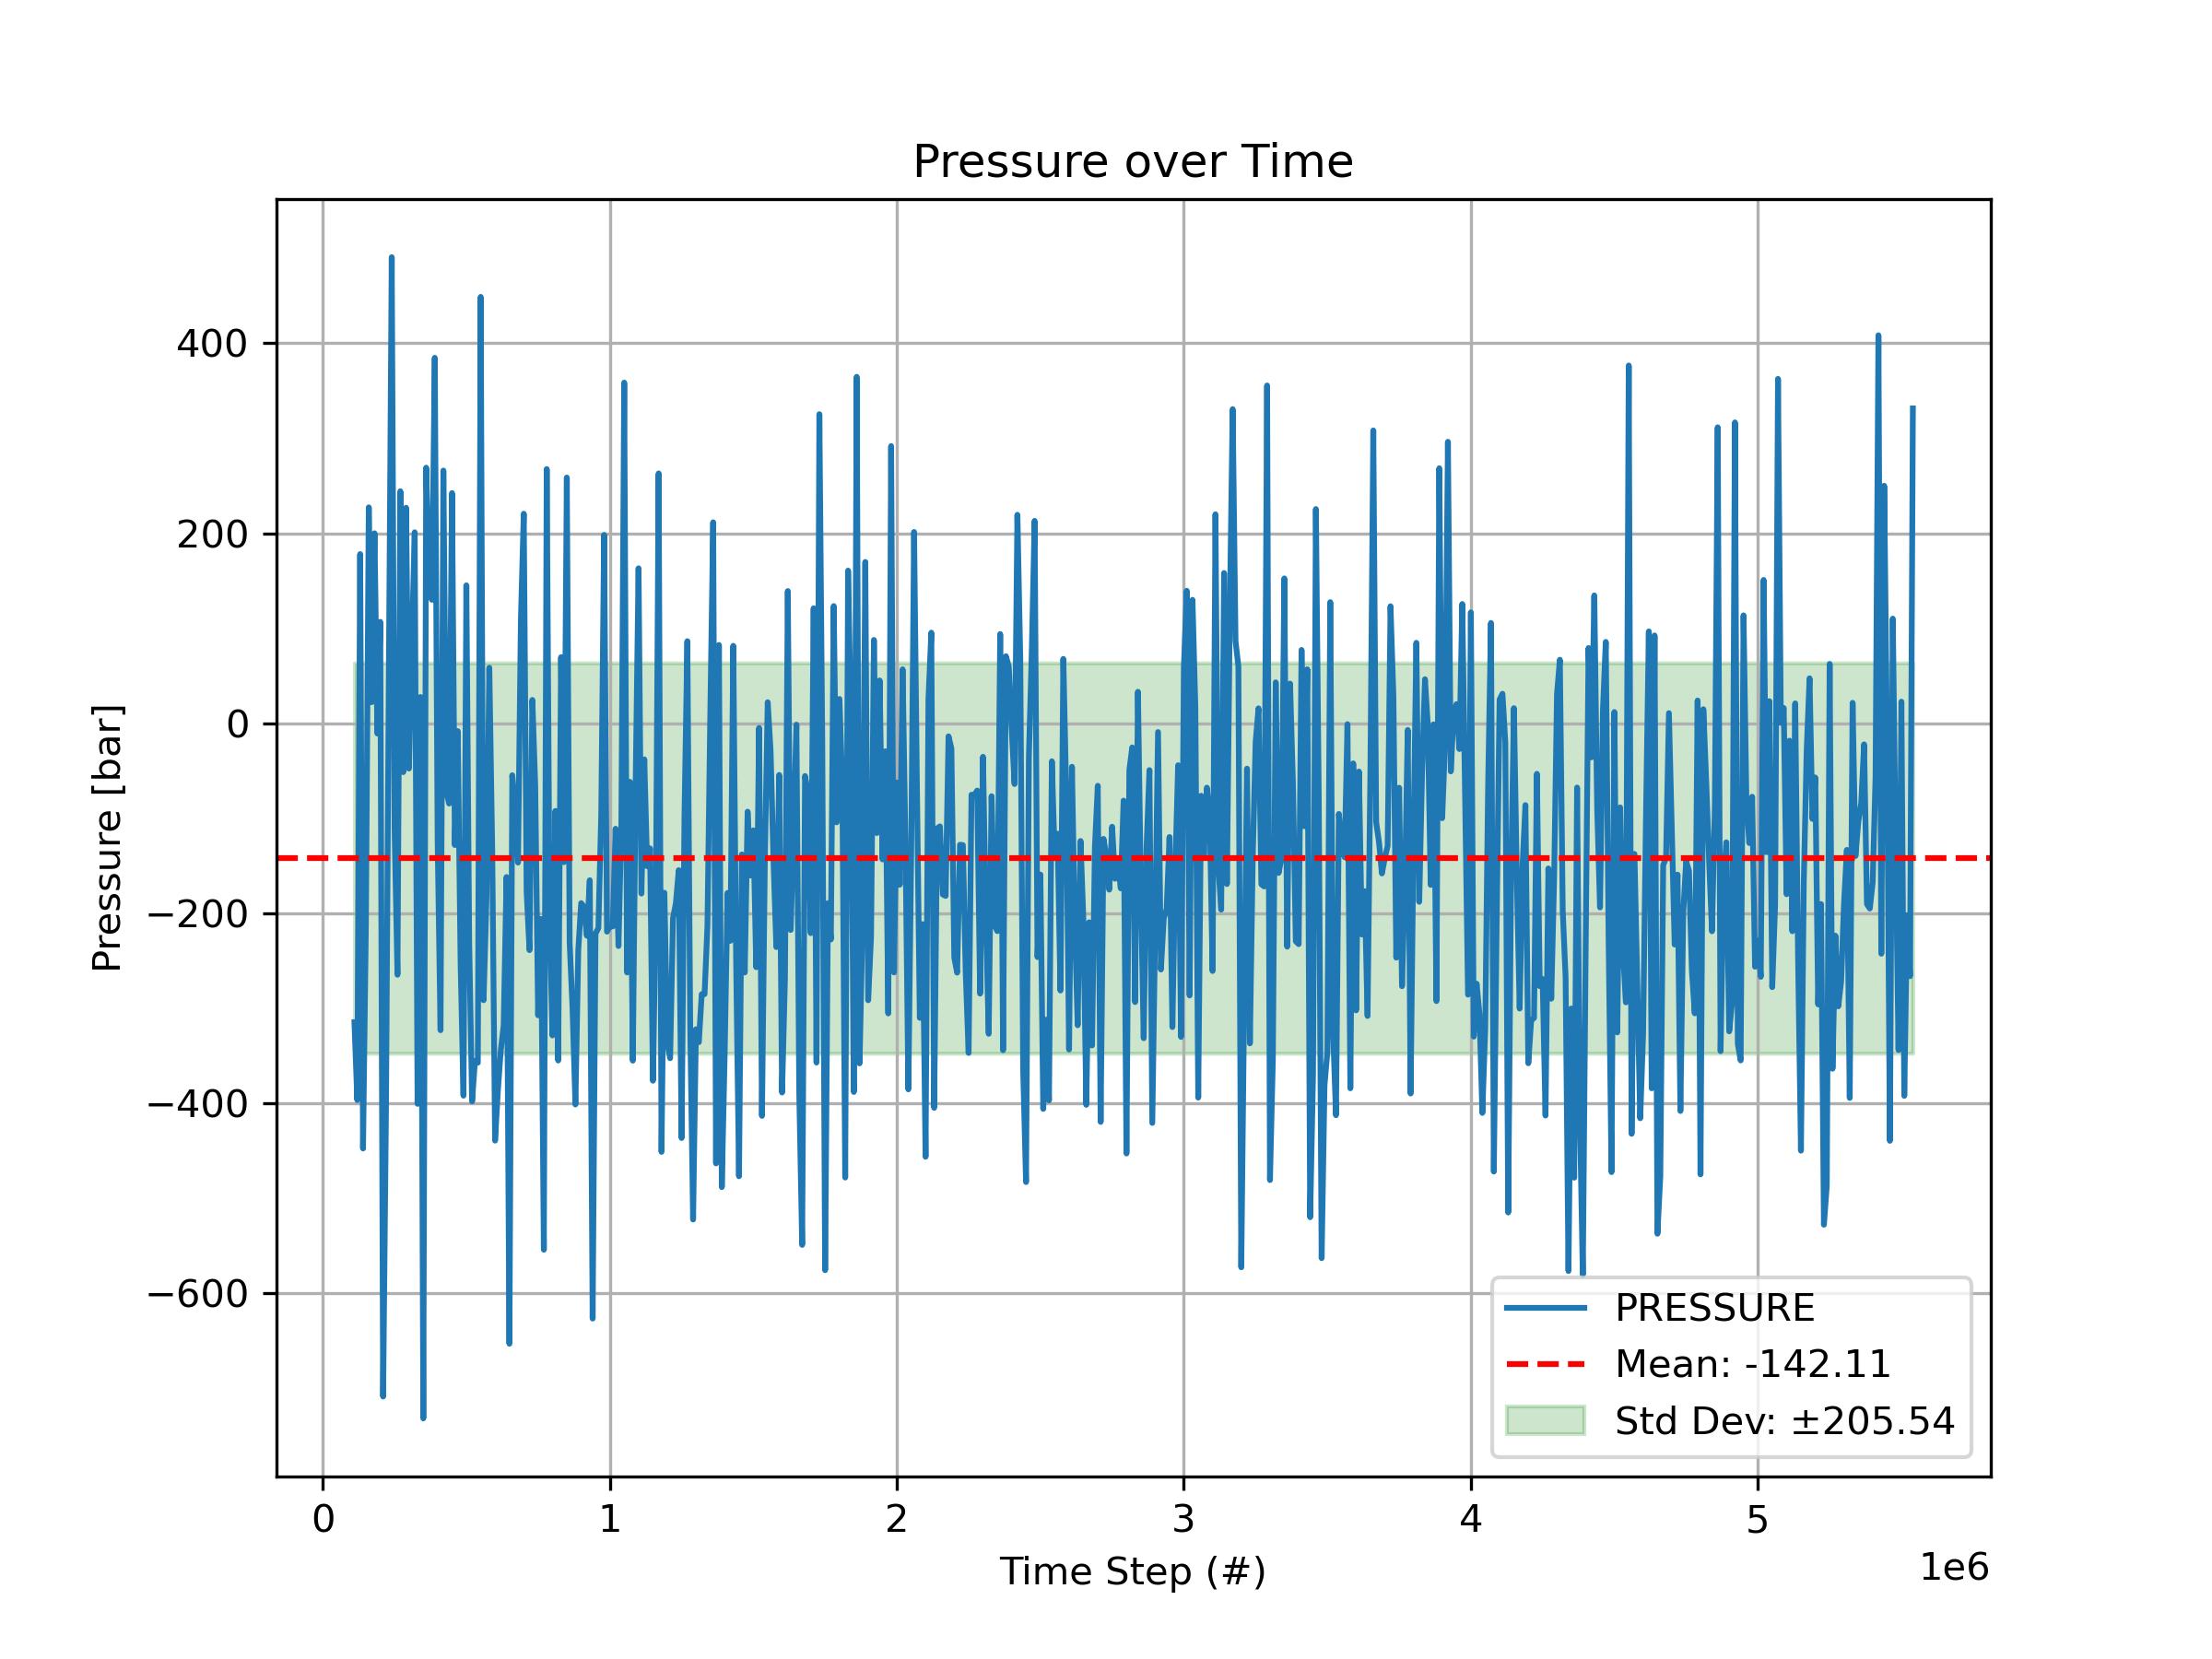 Pressure over Time
Pressure [bar]
400
200
0
−200
−400
−600
0 1 2 3 4 5
1e6
Time Step (#)
PRESSURE
Mean: -142.11
Std Dev: ±205.54